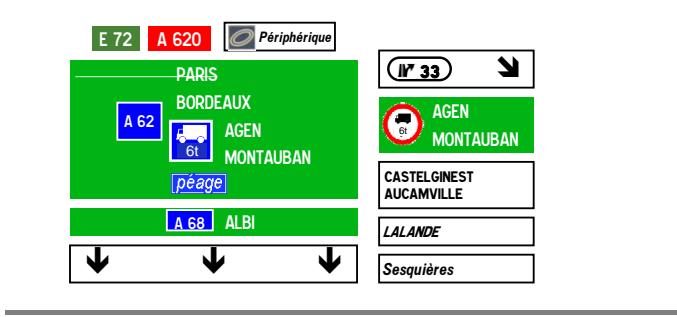 E 72 A 620 Périphérique
PARIS
BORDEAUX
A 62
AGEN
6t
MONTAUBAN
péage
A 68 ALBI
33
AGEN
6t
MONTAUBAN
CASTELGINEST
AUCAMVILLE
LALANDE
Sesquières